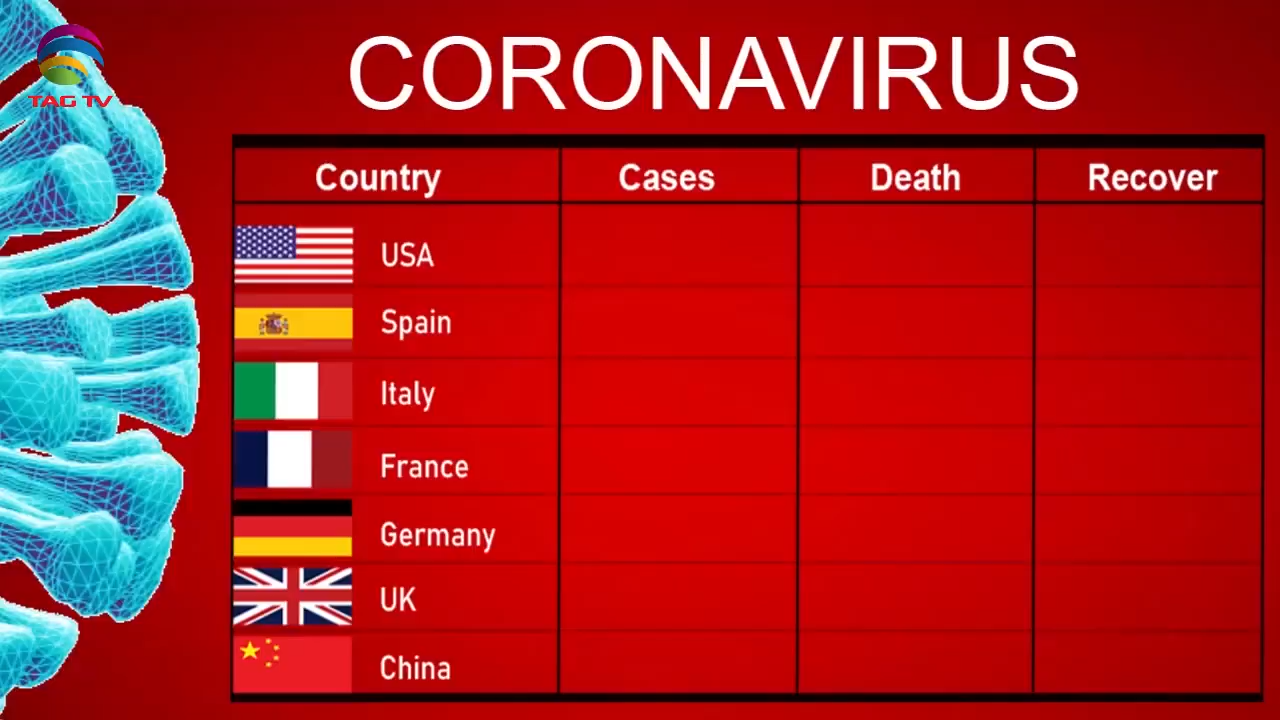 TAG TV
CORONAVIRUS
Country Cases Death Recover
USA
Spain
Italy
France
Germany
UK
China